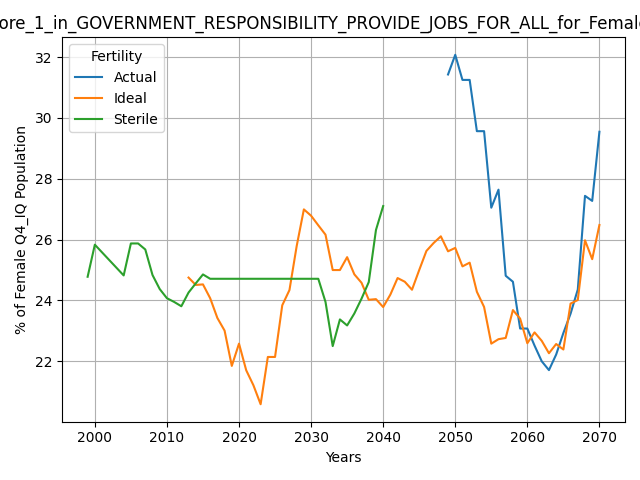 ore_1_in_GOVERNMENT_RESPONSIBILITY_PROVIDE_JOBS_FOR_ALL_for_Female
Fertility
Actual
Ideal
Sterile
% of Female Q4_IQ Population
32
30
28
26
24
22
2000 2010 2020 2030 2040 2050 2060 2070
Years